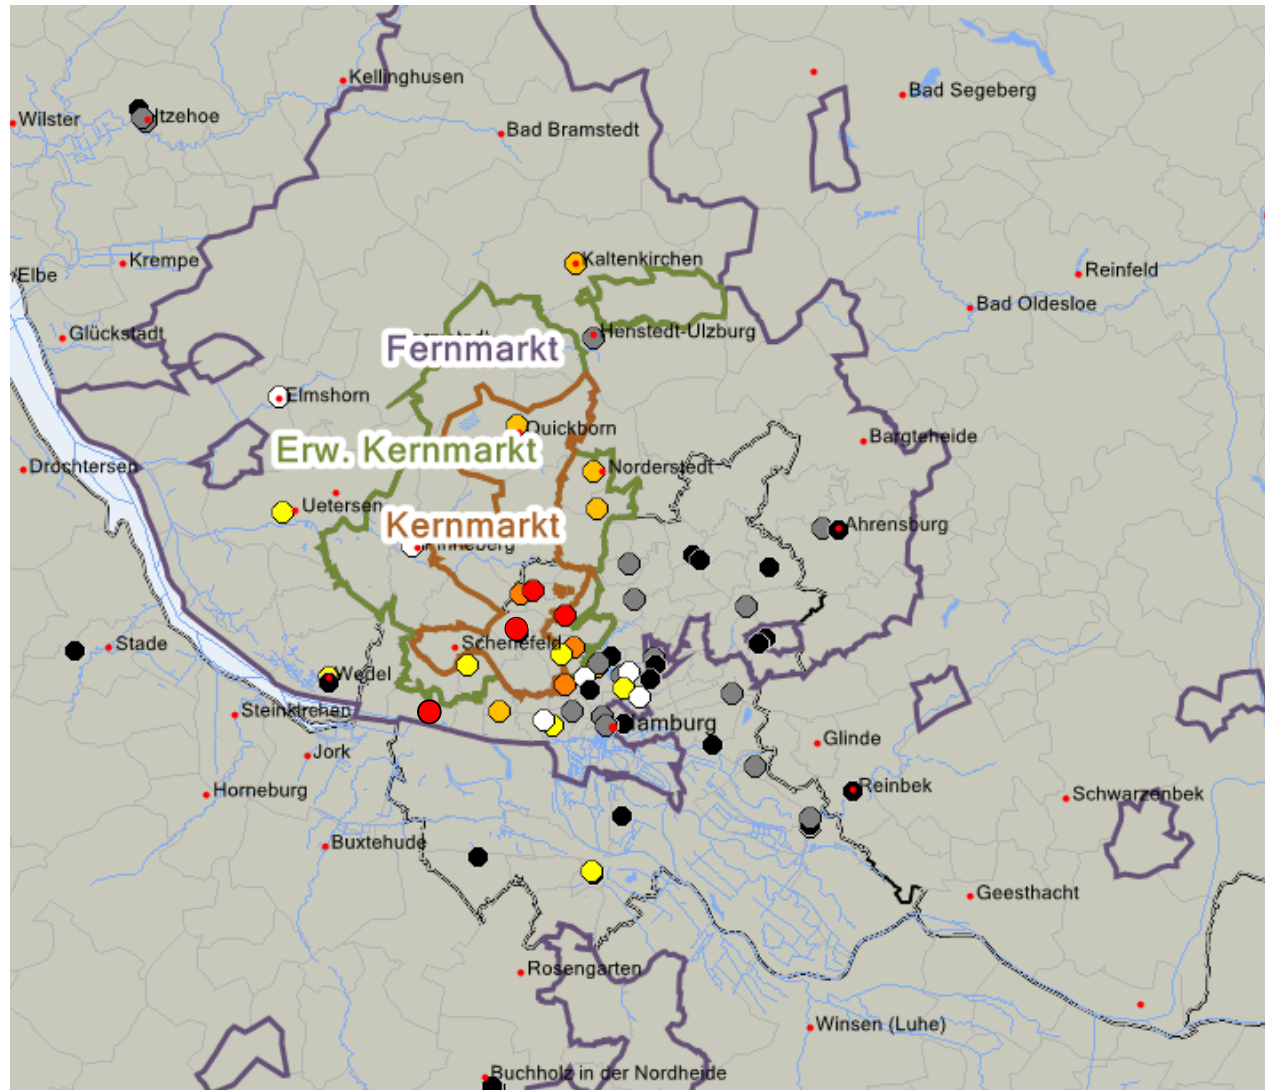 Kellinghusen
Bad Segeberg
Wilster
Itzehoe
Bad Bramstedt
Krempe
Kaltenkirchen
Elbe
Reinfeld
Bad Oldesloe
Glückstadt
Henstedt-Ulzburg
Fernmarkt
Elmshorn
Quickborn
Bargteheide
Erw. Kernmarkt
Drochtersen
Norderstedt
Uetersen
Kernmarkt
Ahrensburg
Pinneberg
Stade
Schenefeld
Wedel
Steinkirchen
Hamburg
Glinde
Jork
Horneburg
Reinbek
Schwarzenbek
Buxtehude
Geesthacht
Rosengarten
Winsen (Luhe)
Buchholz in der Nordheide